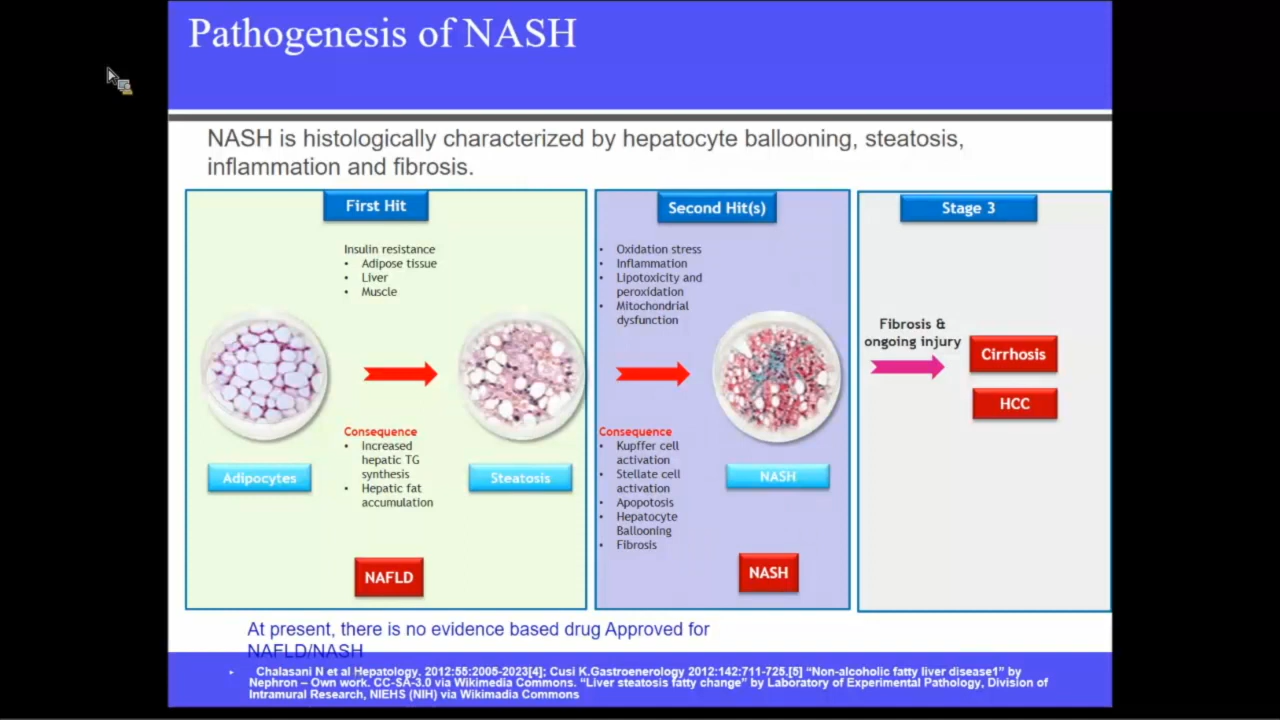 Pathogenesis of NASH
NASH is histologically characterized by hepatocyte ballooning, steatosis,
inflammation and fibrosis.
First Hit
Insulin resistance
• Adipose tissue
• Liver
• Muscle
Adipocytes
Consequence
• Increased
hepatic TG
synthesis
• Hepatic fat
accumulation
Steatosis
NAFLD
Second Hit(s)
• Oxidation stress
• Inflammation
• Lipotoxicity and
peroxidation
• Mitochondrial
dysfunction
Consequence
• Kupffer cell
activation
• Stellate cell
activation
• Apopotosis
• Hepatocyte
Ballooning
• Fibrosis
NASH
NASH
Stage 3
Fibrosis &
ongoing injury
Cirrhosis
HCC
At present, there is no evidence based drug Approved for
NAFLD/NASH
Chalasani N et al Hepatology. 2012:55:2005-2023[4]; Cusi K.Gastroenerology 2012:142:711-725.[5] “Non-alcoholic fatty liver disease1” by
Nephron – Own work. CC-SA-3.0 via Wikimedia Commons. “Liver steatosis fatty change” by Laboratory of Experimental Pathology, Division of
Intramural Research, NIEHS (NIH) via Wikimadia Commons